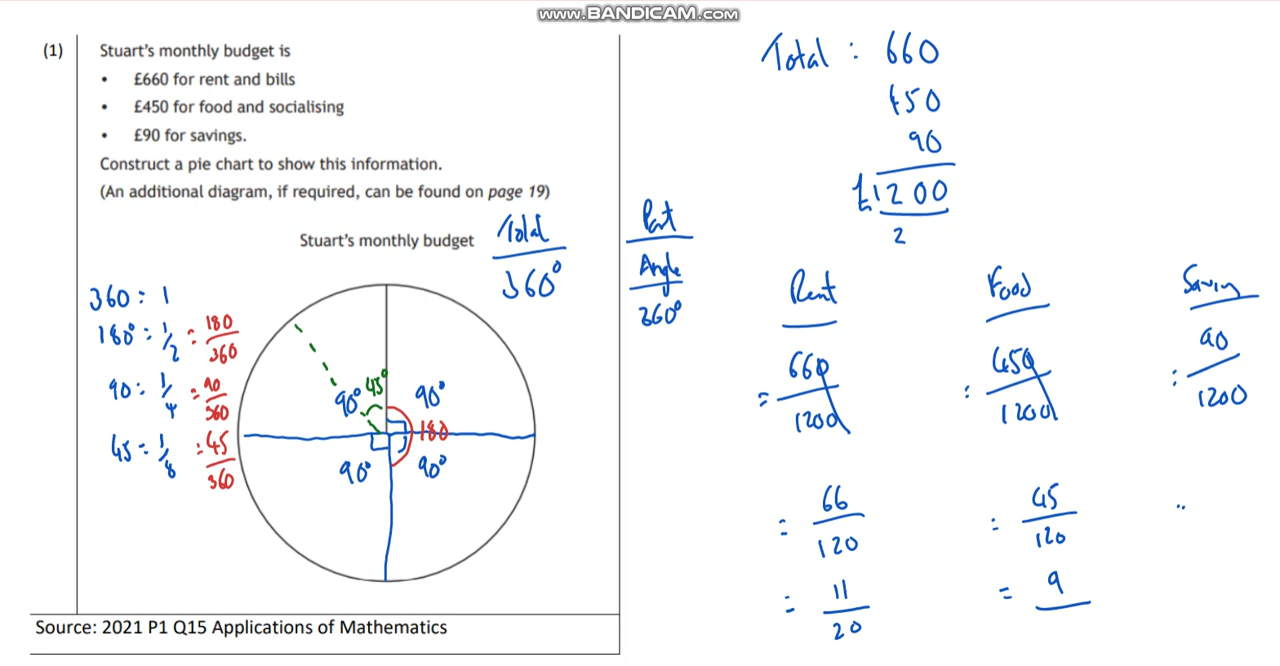 www.BANDICAM.com
(1) Stuart's monthly budget is
• £660 for rent and bills
• £450 for food and socialising
• £90 for savings.
Construct a pie chart to show this information.
(An additional diagram, if required, can be found on page 19)
Stuart's monthly budget
Total
360°
360 : 1
180° : 1/2 = 180/360
90 : 1/4 = 90/360
45 = 1/8 = 45/360
90° 45° 90°
180
90° 90°
Source: 2021 P1 Q15 Applications of Mathematics
Part
Angle
360°
Total : 660
450
90
£1200
2
Rent Food Saving
= 660/1200 = 450/1200 = 90/1200
= 66/120 = 45/120
= 11/20 = 9